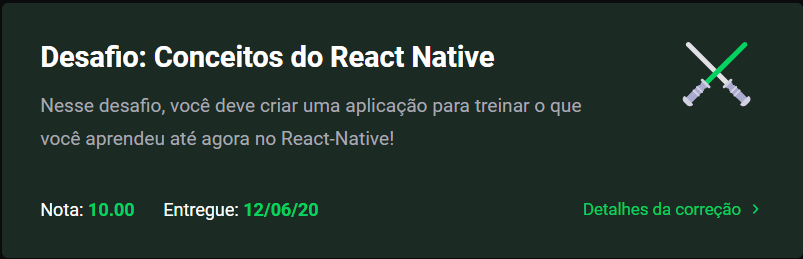 Desafio: Conceitos do React Native
Nesse desafio, você deve criar uma aplicação para treinar o que
você aprendeu até agora no React-Native!
Nota: 10.00 Entregue: 12/06/20 Detalhes da correção